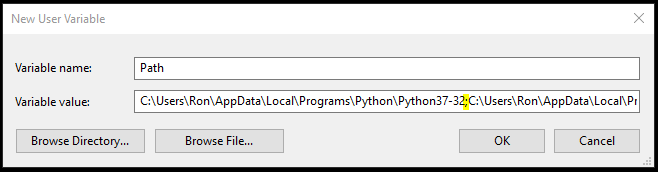 New User Variable
Variable name:
Path
Variable value:
C:\Users\Ron\AppData\Local\Programs\Python\Python37-32;C:\Users\Ron\AppData\Local\Pr
Browse Directory...
Browse File...
OK
Cancel